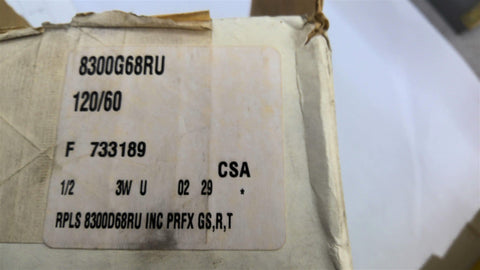 8300G68RU
120/60
F 733189
CSA
1/2 3W U 02 29 *
RPLS 8300D68RU INC PRFX GS,R,T